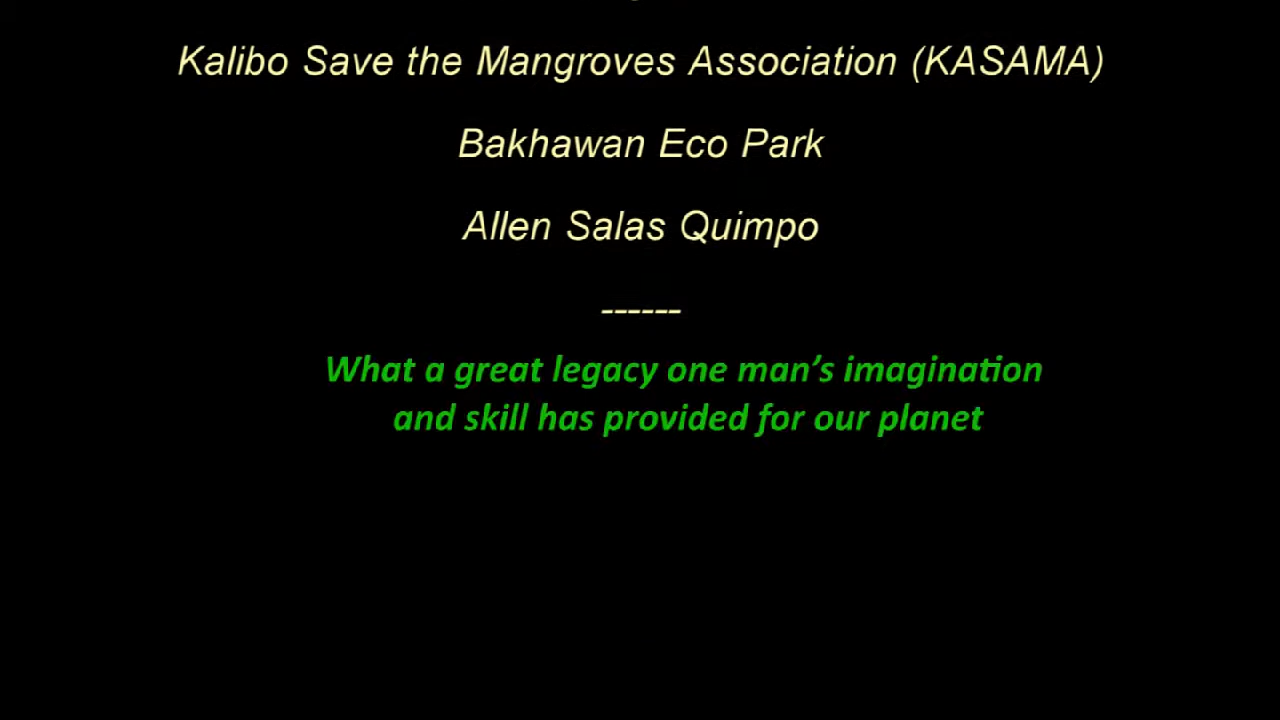 Kalibo Save the Mangroves Association (KASAMA)
Bakhawan Eco Park
Allen Salas Quimpo
------
What a great legacy one man's imagination
and skill has provided for our planet